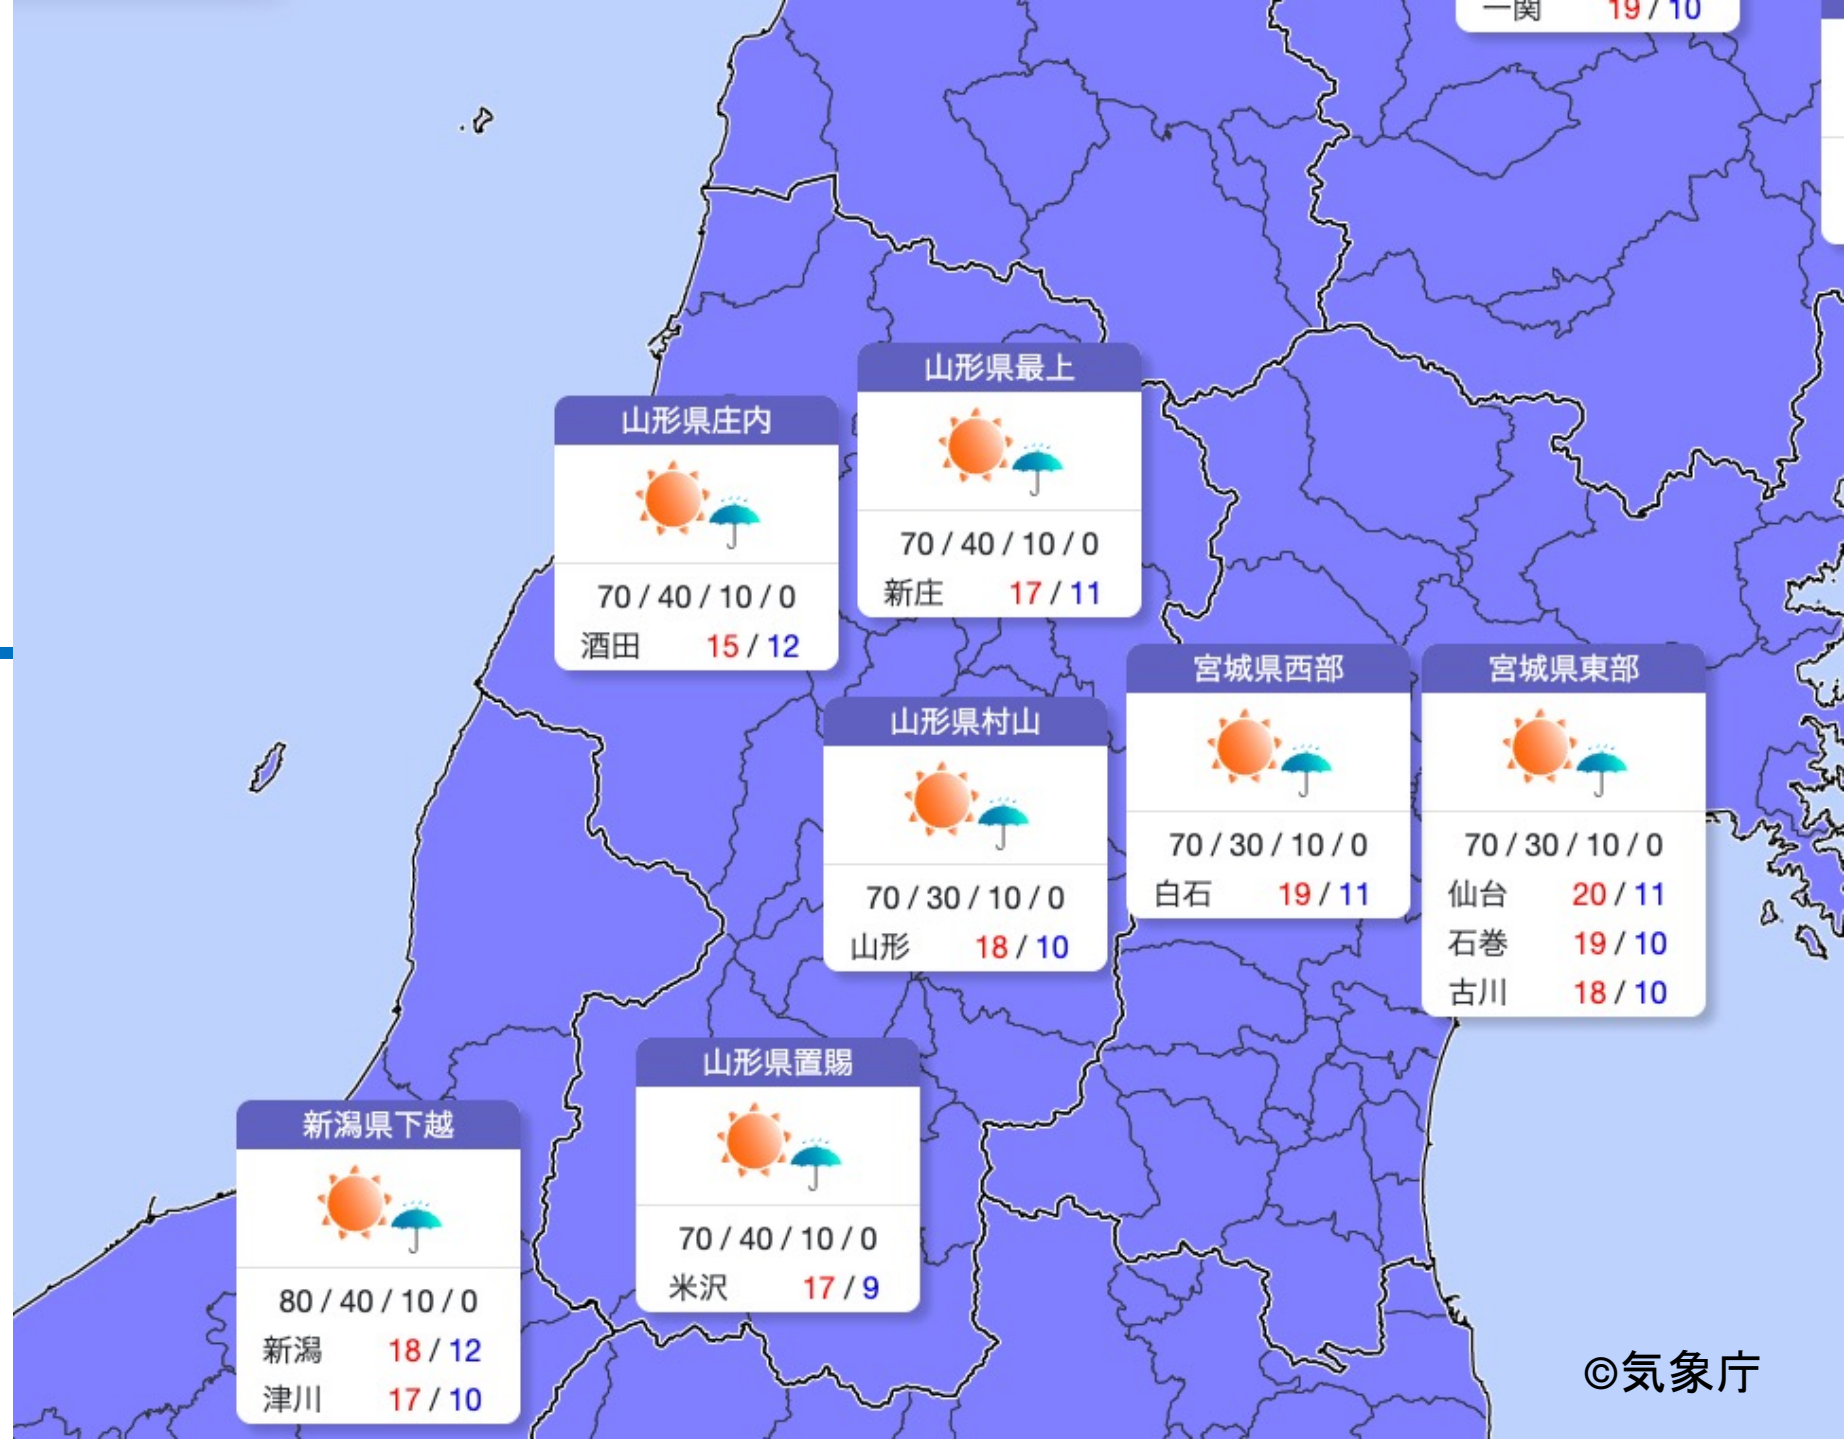 一関 19 / 10
山形県最上
70 / 40 / 10 / 0
新庄 17 / 11
山形県庄内
70 / 40 / 10 / 0
酒田 15 / 12
宮城県西部
70 / 30 / 10 / 0
白石 19 / 11
宮城県東部
70 / 30 / 10 / 0
仙台 20 / 11
石巻 19 / 10
古川 18 / 10
山形県村山
70 / 30 / 10 / 0
山形 18 / 10
山形県置賜
70 / 40 / 10 / 0
米沢 17 / 9
新潟県下越
80 / 40 / 10 / 0
新潟 18 / 12
津川 17 / 10
©気象庁